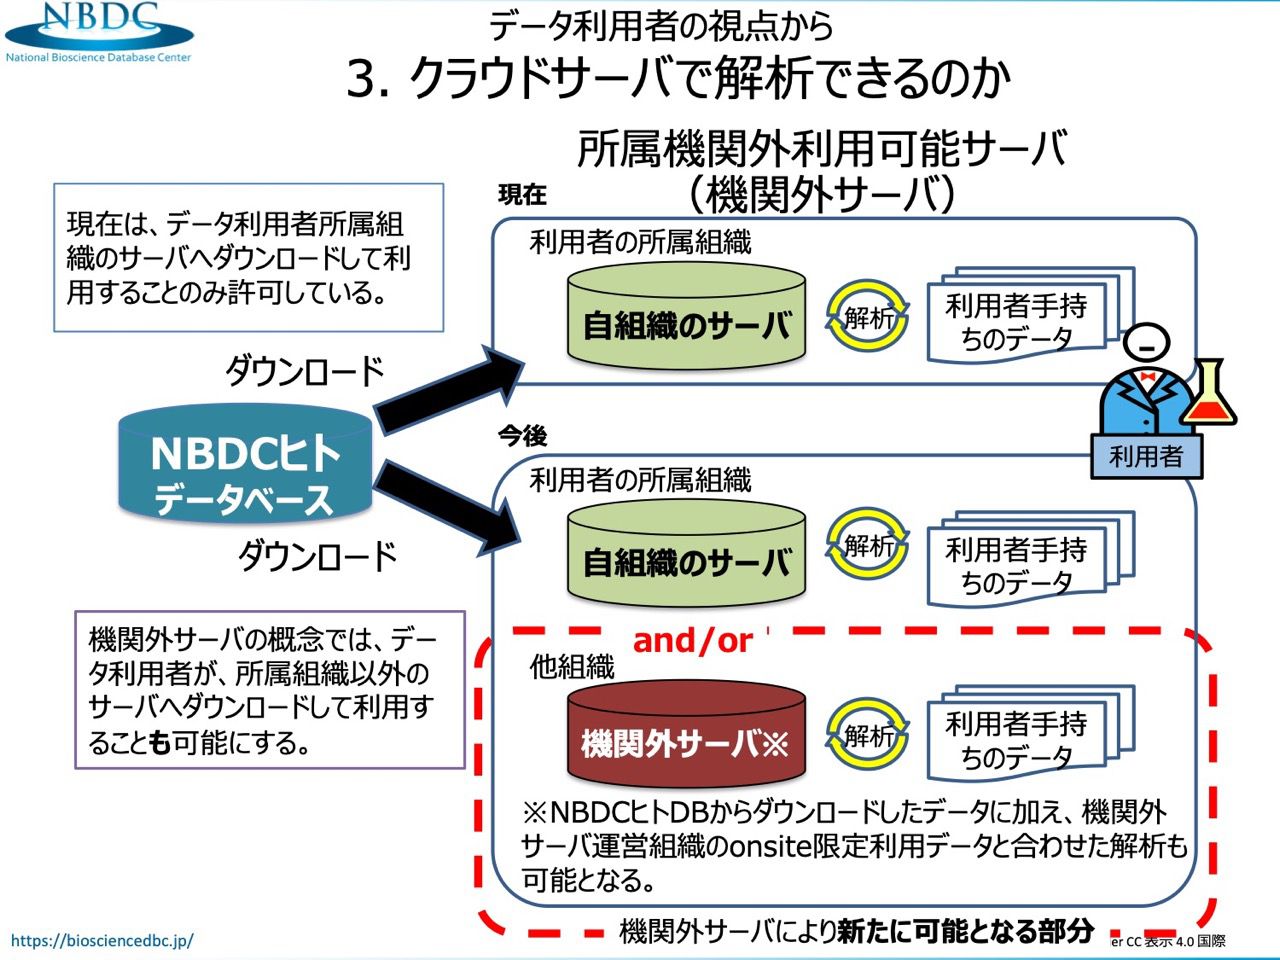 NBDC
National Bioscience Database Center
データ利用者の視点から
3. クラウドサーバで解析できるのか
所属機関外利用可能サーバ
（機関外サーバ）
現在は、データ利用者所属組
織のサーバへダウンロードして利
用することのみ許可している。
現在
利用者の所属組織
自組織のサーバ
解析
利用者手持
ちのデータ
ダウンロード
NBDCヒト
データベース
ダウンロード
利用者
今後
利用者の所属組織
自組織のサーバ
解析
利用者手持
ちのデータ
機関外サーバの概念では、デー
タ利用者が、所属組織以外の
サーバへダウンロードして利用す
ることも可能にする。
and/or
他組織
機関外サーバ※
解析
利用者手持
ちのデータ
※NBDCヒトDBからダウンロードしたデータに加え、機関外
サーバ運営組織のonsite限定利用データと合わせた解析も
可能となる。
機関外サーバにより新たに可能となる部分
https://biosciencedbc.jp/
er CC 表示 4.0 国際